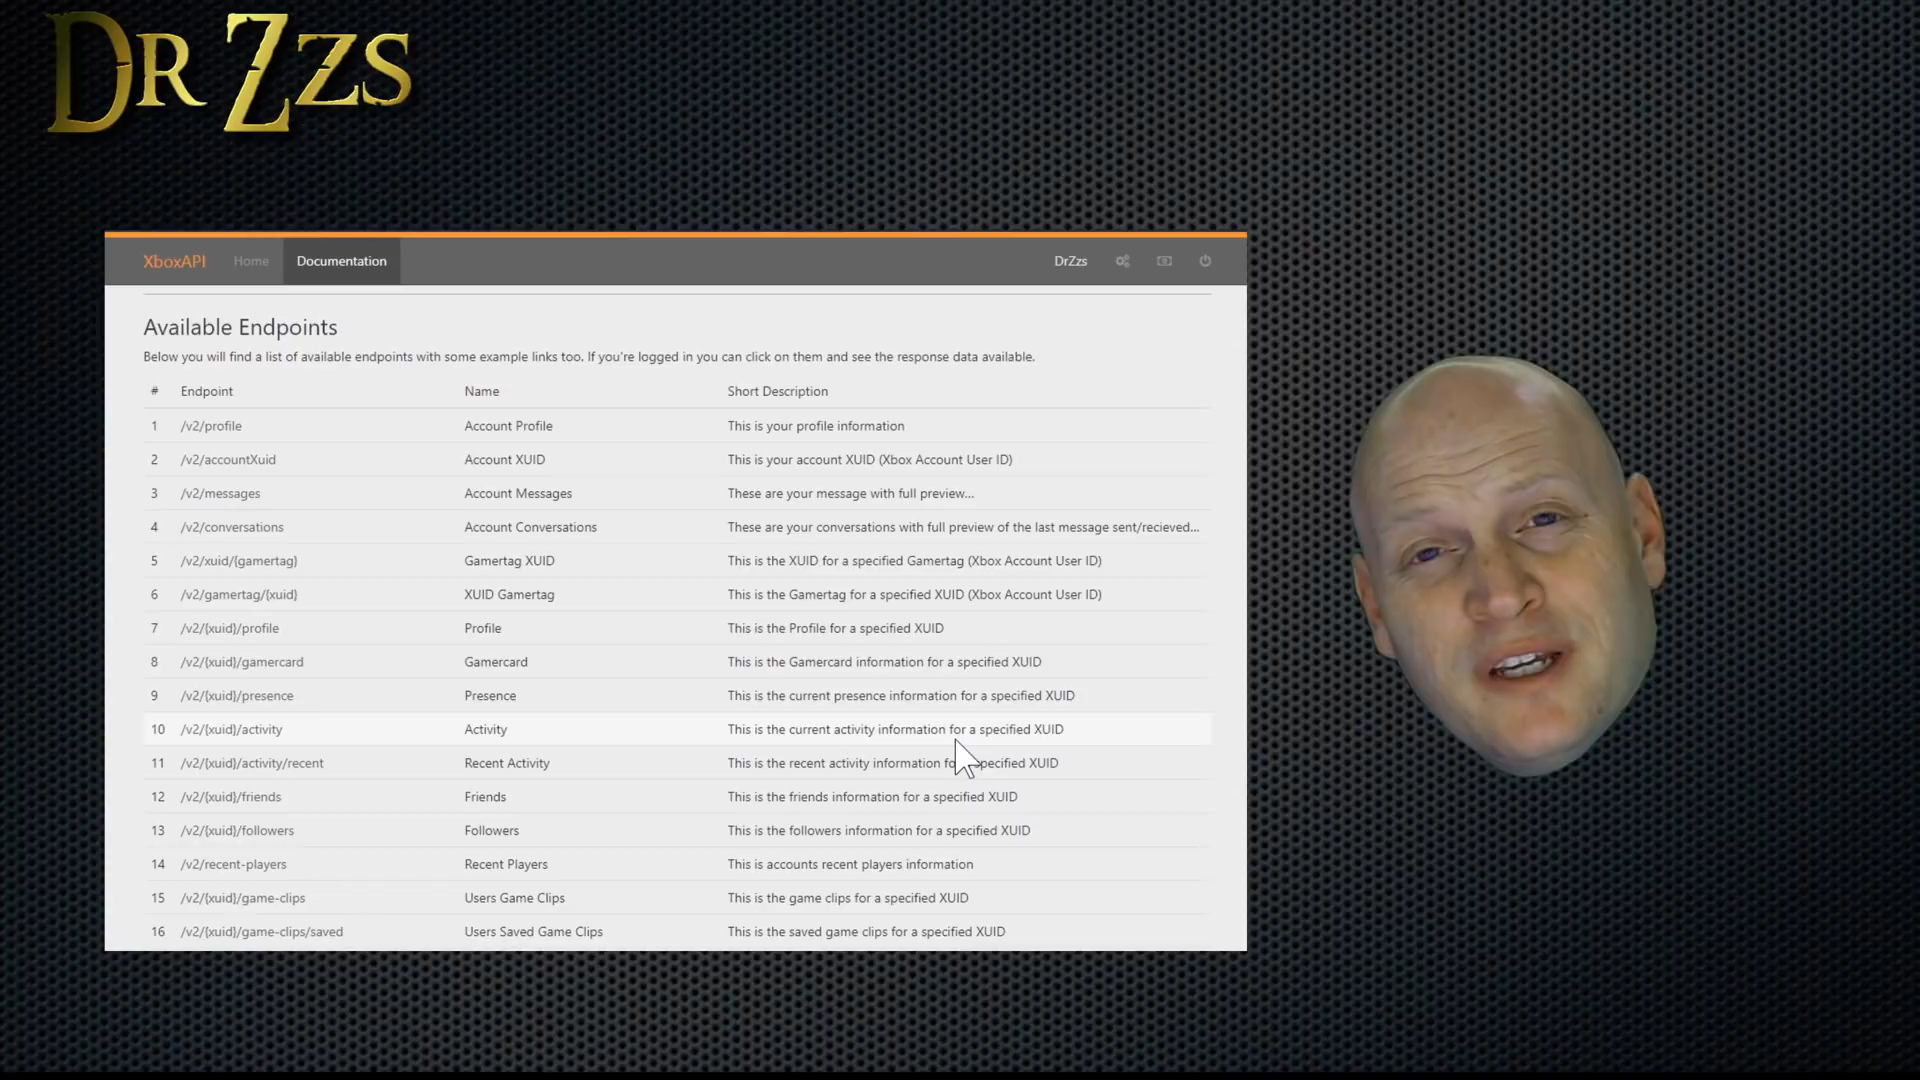 DR ZZS
XboxAPI Home Documentation DrZzs
Available Endpoints
Below you will find a list of available endpoints with some example links too. If you're logged in you can click on them and see the response data available.
# Endpoint Name Short Description
1 /v2/profile Account Profile This is your profile information
2 /v2/accountXuid Account XUID This is your account XUID (Xbox Account User ID)
3 /v2/messages Account Messages These are your message with full preview...
4 /v2/conversations Account Conversations These are your conversations with full preview of the last message sent/recieved...
5 /v2/xuid/{gamertag} Gamertag XUID This is the XUID for a specified Gamertag (Xbox Account User ID)
6 /v2/gamertag/{xuid} XUID Gamertag This is the Gamertag for a specified XUID (Xbox Account User ID)
7 /v2/{xuid}/profile Profile This is the Profile for a specified XUID
8 /v2/{xuid}/gamercard Gamercard This is the Gamercard information for a specified XUID
9 /v2/{xuid}/presence Presence This is the current presence information for a specified XUID
10 /v2/{xuid}/activity Activity This is the current activity information for a specified XUID
11 /v2/{xuid}/activity/recent Recent Activity This is the recent activity information specified XUID
12 /v2/{xuid}/friends Friends This is the friends information for a specified XUID
13 /v2/{xuid}/followers Followers This is the followers information for a specified XUID
14 /v2/recent-players Recent Players This is accounts recent players information
15 /v2/{xuid}/game-clips Users Game Clips This is the game clips for a specified XUID
16 /v2/{xuid}/game-clips/saved Users Saved Game Clips This is the saved game clips for a specified XUID